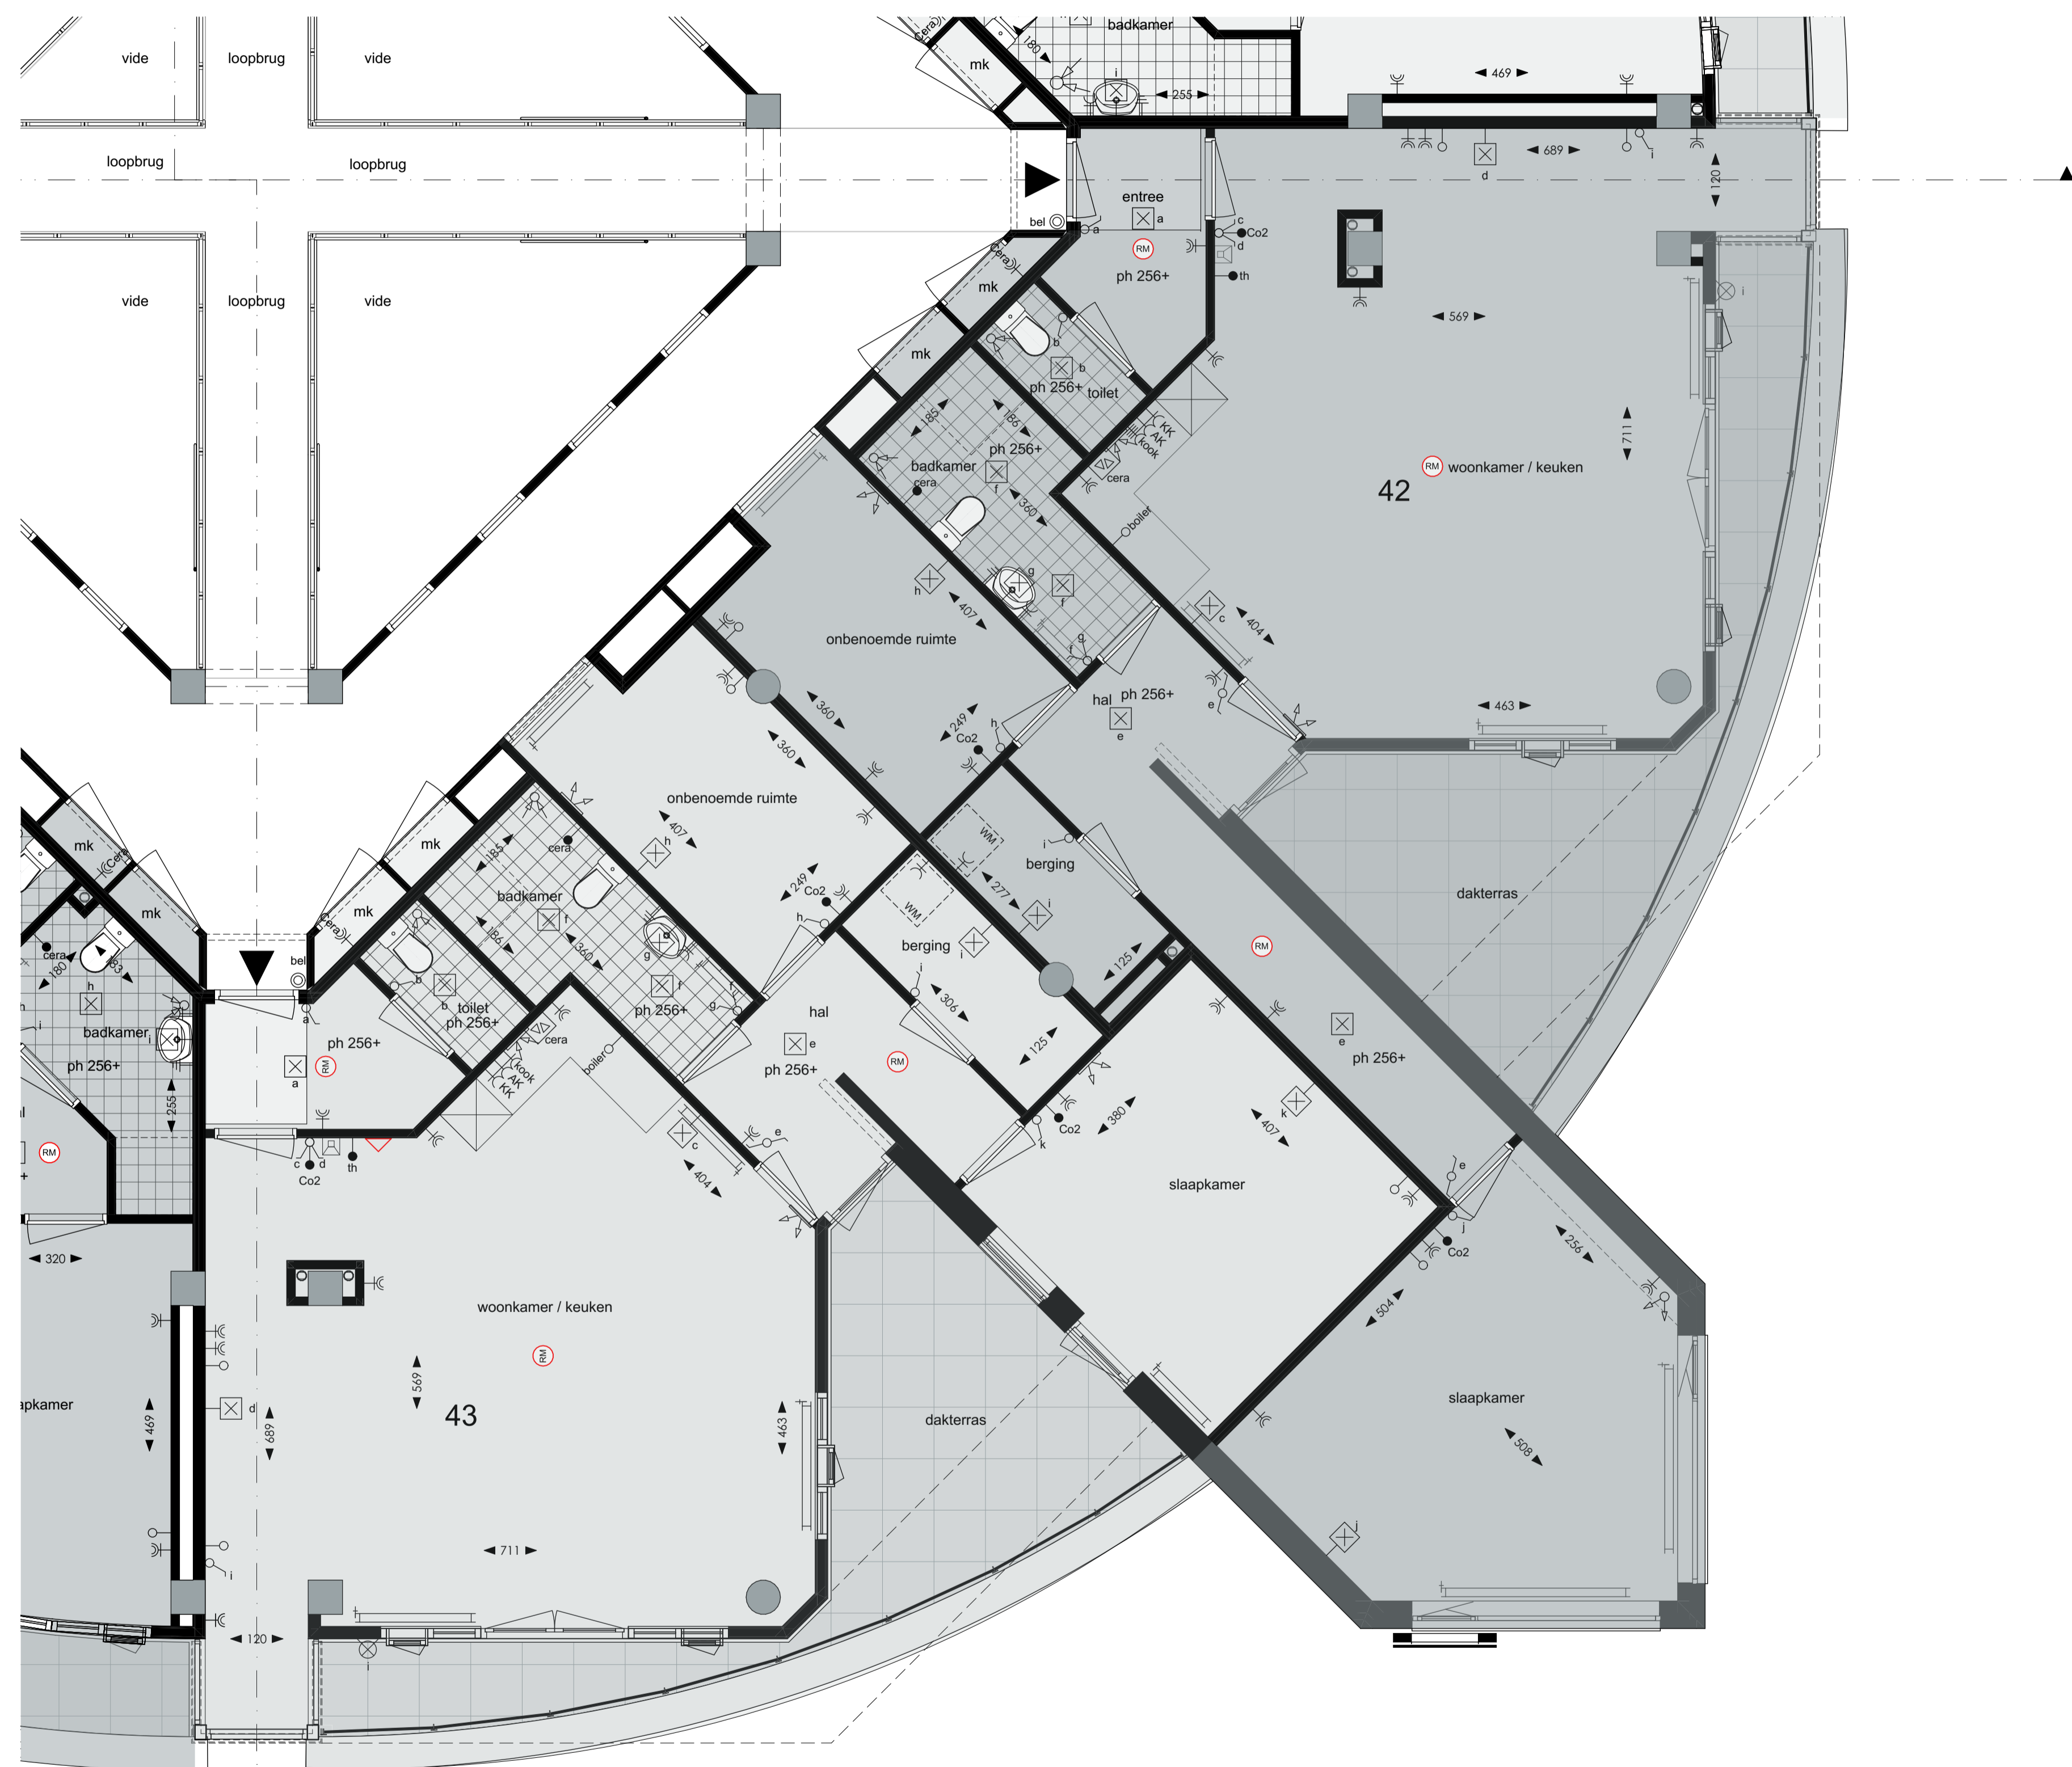 badkamer
Cera
180
mk
i
255
469
vide
loopbrug
vide
loopbrug
loopbrug
689
i
d
120
entree
a
bel
a
c
Co2
d
RM
th
ph 256+
Cera
mk
vide
loopbrug
vide
i
569
mk
b
b
ph 256+
toilet
185
186
KK
AK
kook
ph 256+
badkamer
cera
f
cera
711
RM
woonkamer / keuken
42
360
boiler
g
h
f
407
c
404
onbenoemde ruimte
g
f
hal
ph 256+
e
e
463
360
249
h
Co2
360
onbenoemde ruimte
407
h
WM
i
berging
277
i
dakterras
mk
Cera
mk
mk
mk
Cera
185
cera
badkamer
f
249
Co2
h
WM
berging
i
125
RM
186
360
g
bel
cera
180
183
h
i
badkamer
i
ph 256+
255
b
b
toilet
ph 256+
f
ph 256+
f
g
i
306
125
hal
e
ph 256+
RM
e
ph 256+
a
ph 256+
a
RM
cera
kook
AK
KK
boiler
c
404
e
Co2
k
380
407
k
RM
320
c
d
th
Co2
slaapkamer
e
j
Co2
256
504
woonkamer / keuken
RM
569
43
d
469
689
463
dakterras
slaapkamer
508
j
711
i
120
i
apkamer